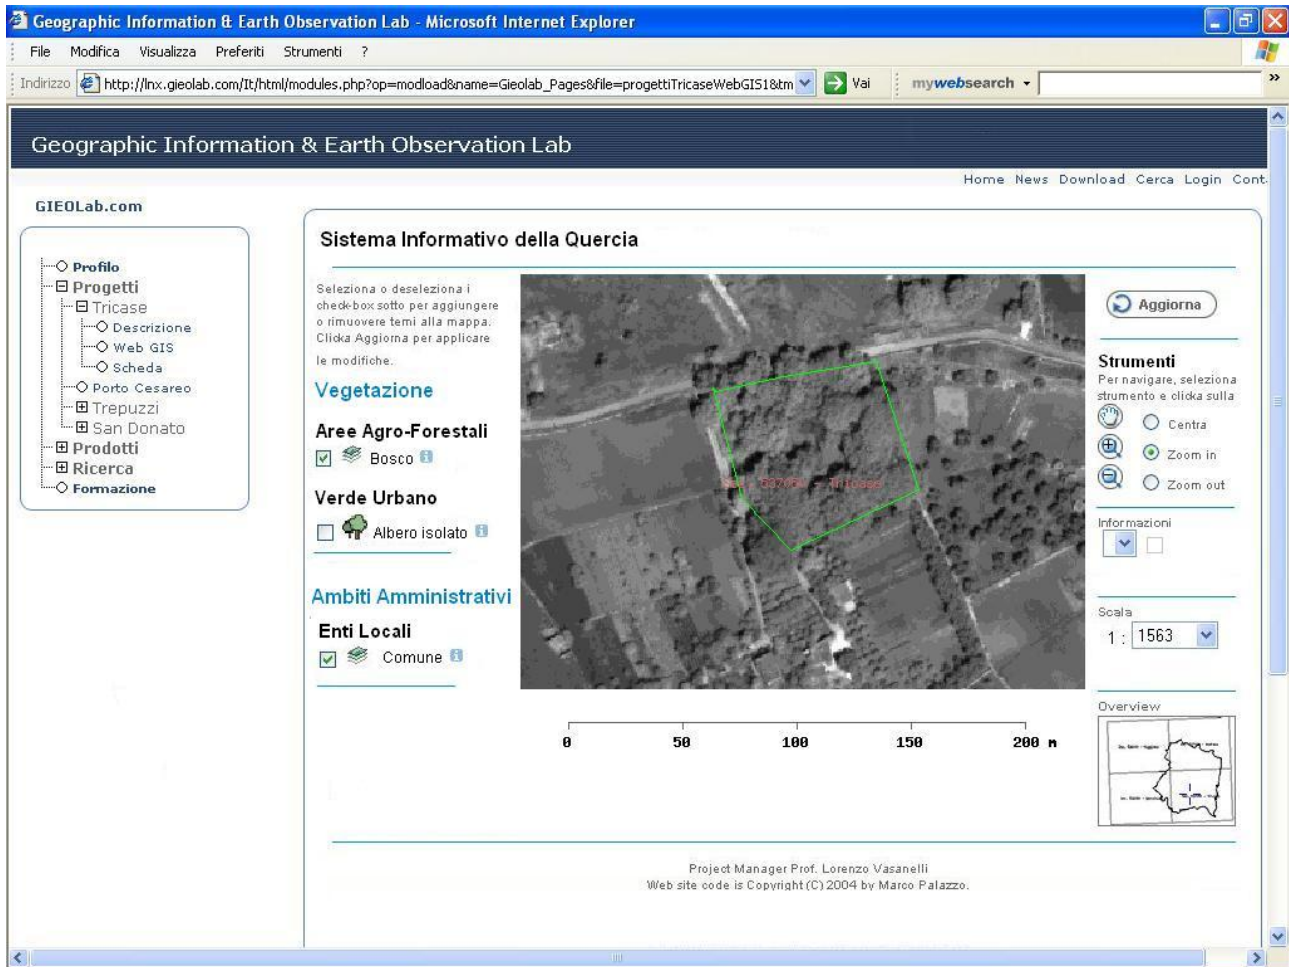 Geographic Information & Earth Observation Lab - Microsoft Internet Explorer
File Modifica Visualizza Preferiti Strumenti ?
Indirizzo http://lnx.gieolab.com/It/html/modules.php?op=modload&name=Gieolab_Pages&file=progettiTricaseWebGIS1&tm Vai mywebsearch
Geographic Information & Earth Observation Lab
Home News Download Cerca Login Cont
GIEOLab.com
Profilo
Progetti
Tricase
Descrizione
Web GIS
Scheda
Porto Cesareo
Trepuzzi
San Donato
Prodotti
Ricerca
Formazione
Sistema Informativo della Quercia
Seleziona o deseleziona i
check-box sotto per aggiungere
o rimuovere temi alla mappa.
Clicka Aggiorna per applicare
le modifiche.
Vegetazione
Aree Agro-Forestali
Bosco
Verde Urbano
Albero isolato
Ambiti Amministrativi
Enti Locali
Comune
- Tricase
0 50 100 150 200 m
Aggiorna
Strumenti
Per navigare, seleziona
strumento e clicka sulla
Centra
Zoom in
Zoom out
Informazioni
Scala
1 : 1563
Overview
Project Manager Prof. Lorenzo Vasanelli
Web site code is Copyright (C) 2004 by Marco Palazzo.